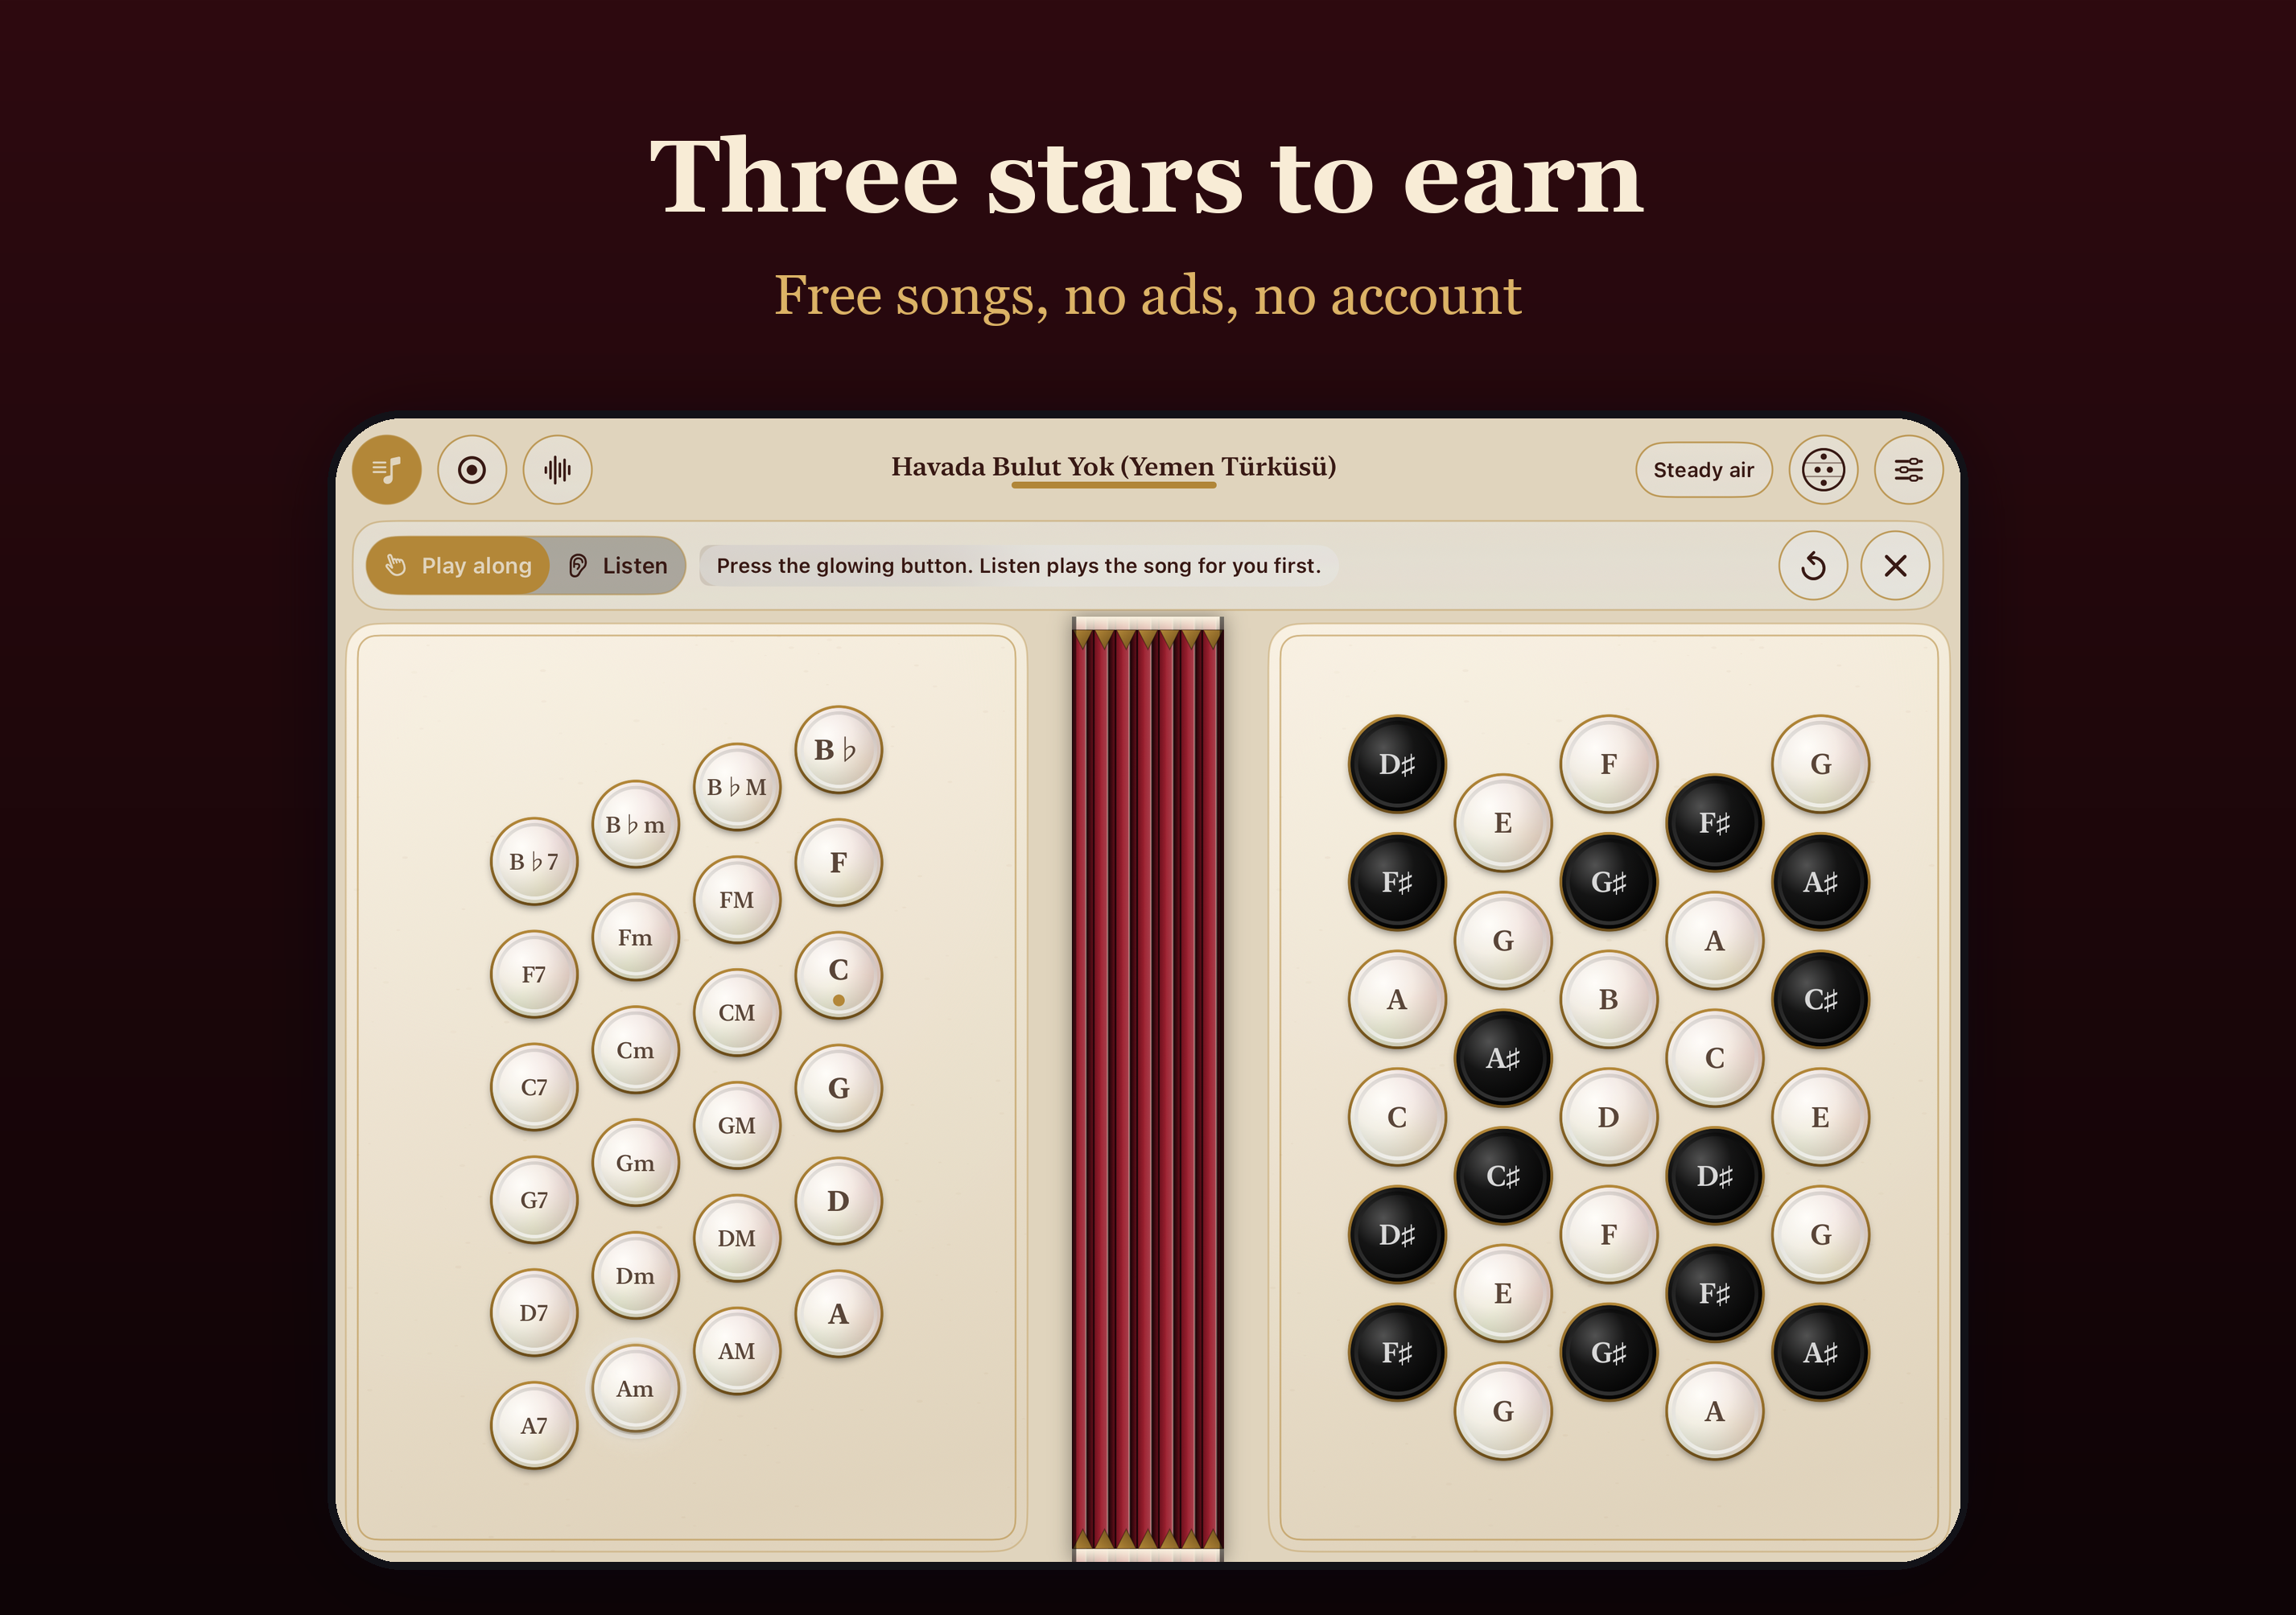 Three stars to earn
Free songs, no ads, no account
Havada Bulut Yok (Yemen Türküsü)
Steady air
Play along
Listen
Press the glowing button. Listen plays the song for you first.
B♭
B♭M
B♭m
B♭7
F
FM
Fm
F7
C
CM
Cm
C7
G
GM
Gm
G7
D
DM
Dm
D7
A
AM
Am
A7
D♯ F G
E F♯
F♯ G♯ A♯
G A
A B C♯
A♯ C
C D E
C♯ D♯
D♯ F G
E F♯
F♯ G♯ A♯
G A